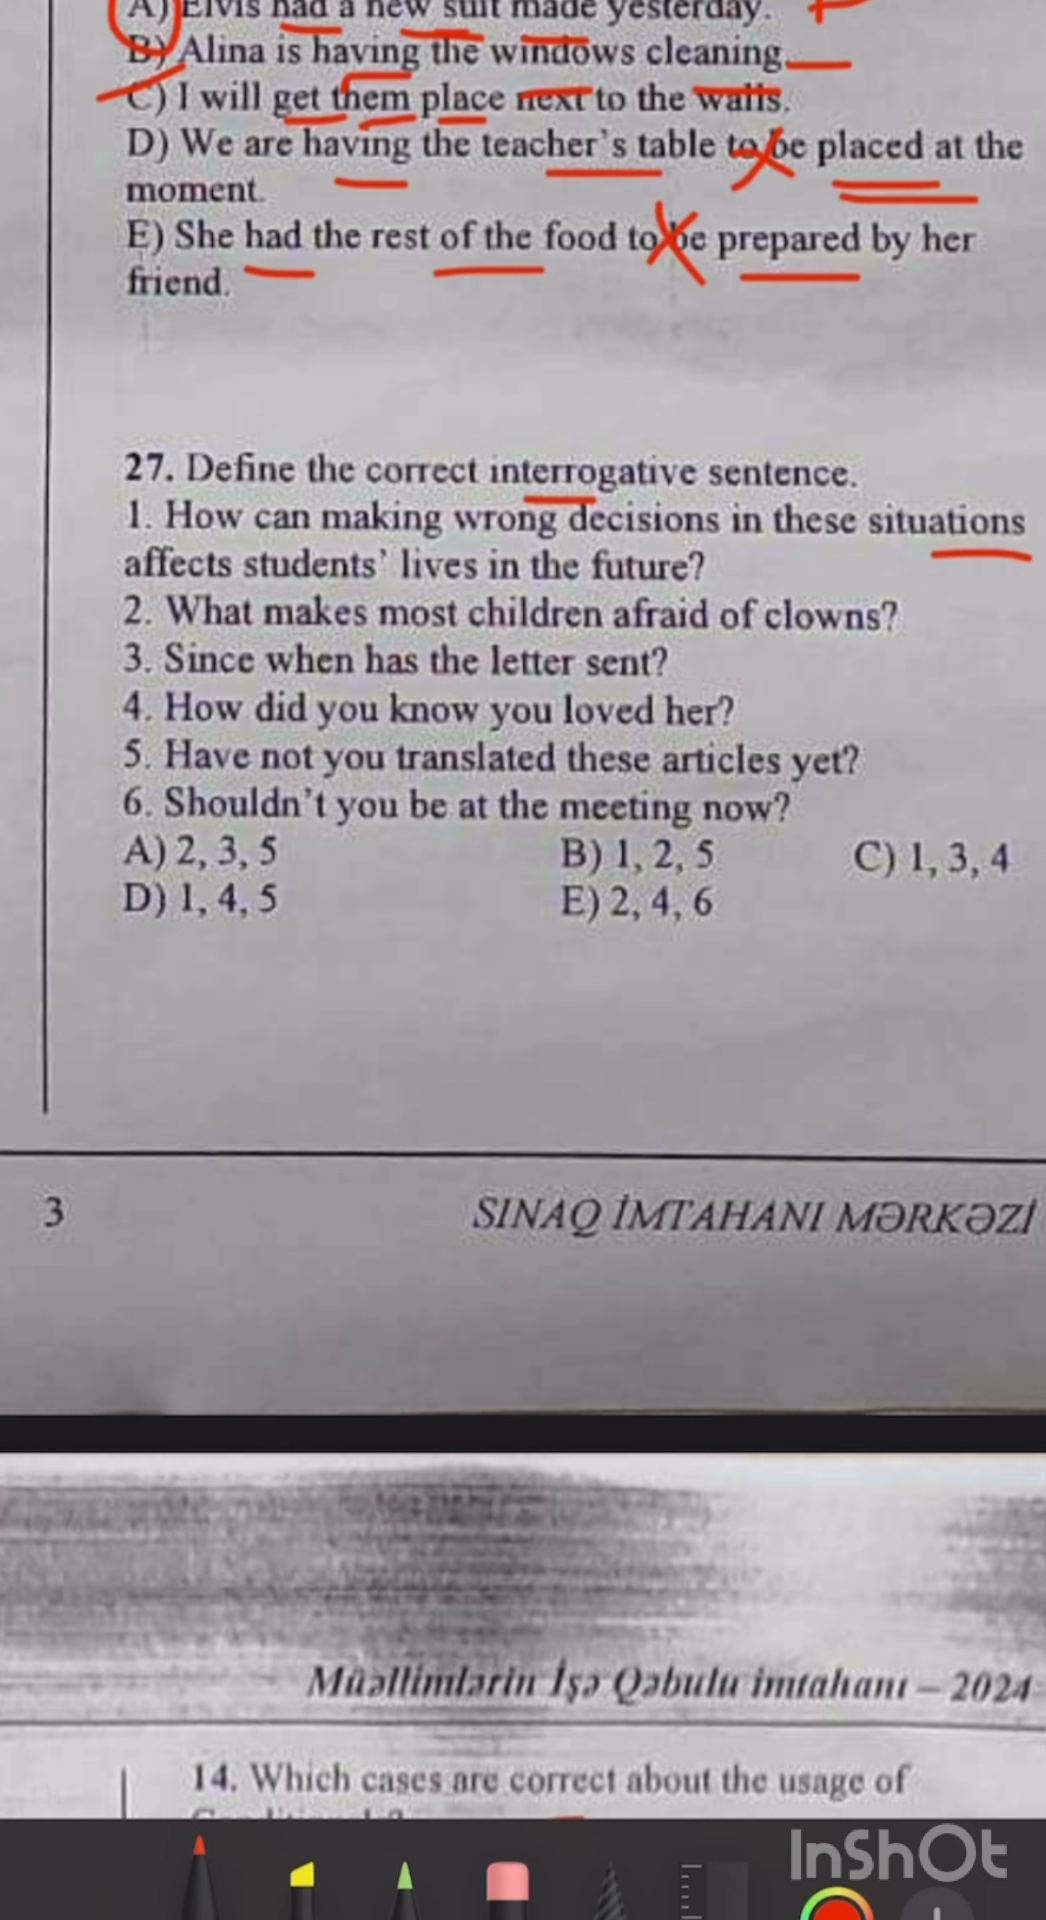 A) Elvis had a new suit made yesterday.
B) Alina is having the windows cleaning.
C) I will get them place next to the walls.
D) We are having the teacher's table to be placed at the
moment.
E) She had the rest of the food to be prepared by her
friend.
27. Define the correct interrogative sentence.
1. How can making wrong decisions in these situations
affects students' lives in the future?
2. What makes most children afraid of clowns?
3. Since when has the letter sent?
4. How did you know you loved her?
5. Have not you translated these articles yet?
6. Shouldn't you be at the meeting now?
A) 2, 3, 5 B) 1, 2, 5 C) 1, 3, 4
D) 1, 4, 5 E) 2, 4, 6
3 SINAQ İMTAHANI MƏRKƏZİ
Müəllimlərin İşə Qəbulu imtahanı – 2024
14. Which cases are correct about the usage of
InShOt